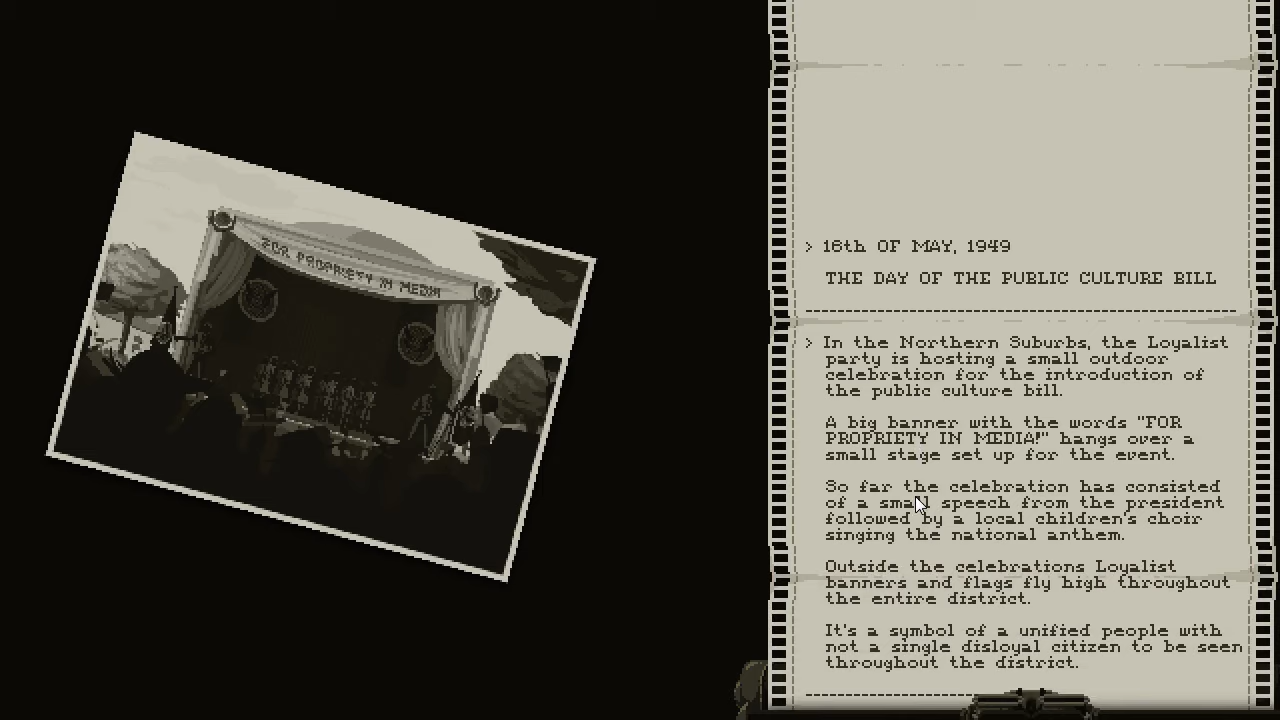 FOR PROPRIETY IN MEDIA
> 16th OF MAY, 1949
THE DAY OF THE PUBLIC CULTURE BILL
> In the Northern Suburbs, the Loyalist
party is hosting a small outdoor
celebration for the introduction of
the public culture bill.
A big banner with the words "FOR
PROPRIETY IN MEDIA!" hangs over a
small stage set up for the event.
So far the celebration has consisted
of a small speech from the president
followed by a local children's choir
singing the national anthem.
Outside the celebrations Loyalist
banners and flags fly high throughout
the entire district.
It's a symbol of a unified people with
not a single disloyal citizen to be seen
throughout the district.